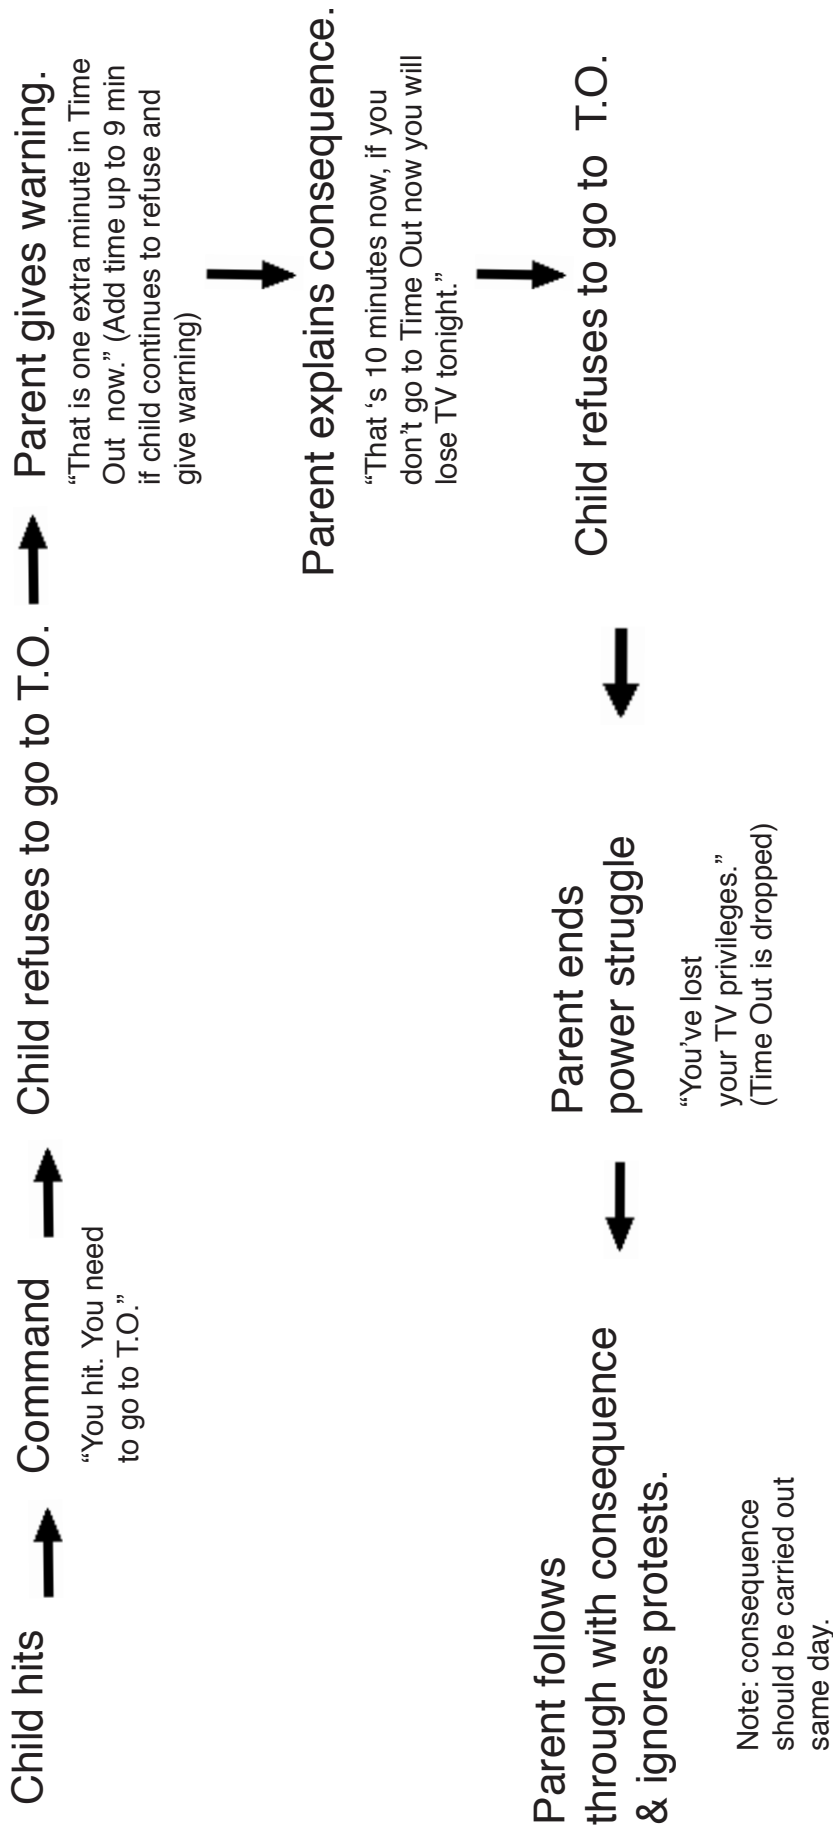 Child hits
Command
“You hit. You need
to go to T.O.”
Child refuses to go to T.O.
Parent gives warning.
“That is one extra minute in Time
Out now.” (Add time up to 9 min
if child continues to refuse and
give warning)
Parent explains consequence.
“That ‘s 10 minutes now, if you
don’t go to Time Out now you will
lose TV tonight.”
Child refuses to go to T.O.
Parent ends
power struggle
“You’ve lost
your TV privileges.”
(Time Out is dropped)
Parent follows
through with consequence
& ignores protests.
Note: consequence
should be carried out
same day.